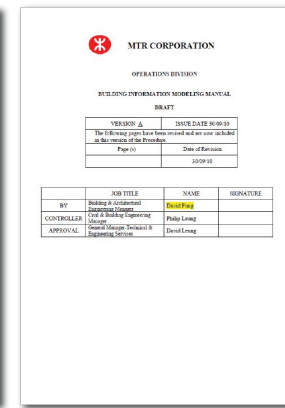 MTR CORPORATION
OPERATIONS DIVISION
BUILDING INFORMATION MODELING MANUAL
DRAFT
VERSION A ISSUE DATE 30/09/10
The following pages have been revised and are now included
in this version of the Procedure.
Page (s) Date of Revision
30/09/10
JOB TITLE NAME SIGNATURE
BY Building & Architectural
Engineering Manager David Fung
CONTROLLER Civil & Building Engineering
Manager Philip Leung
APPROVAL General Manager-Technical &
Engineering Services David Leung